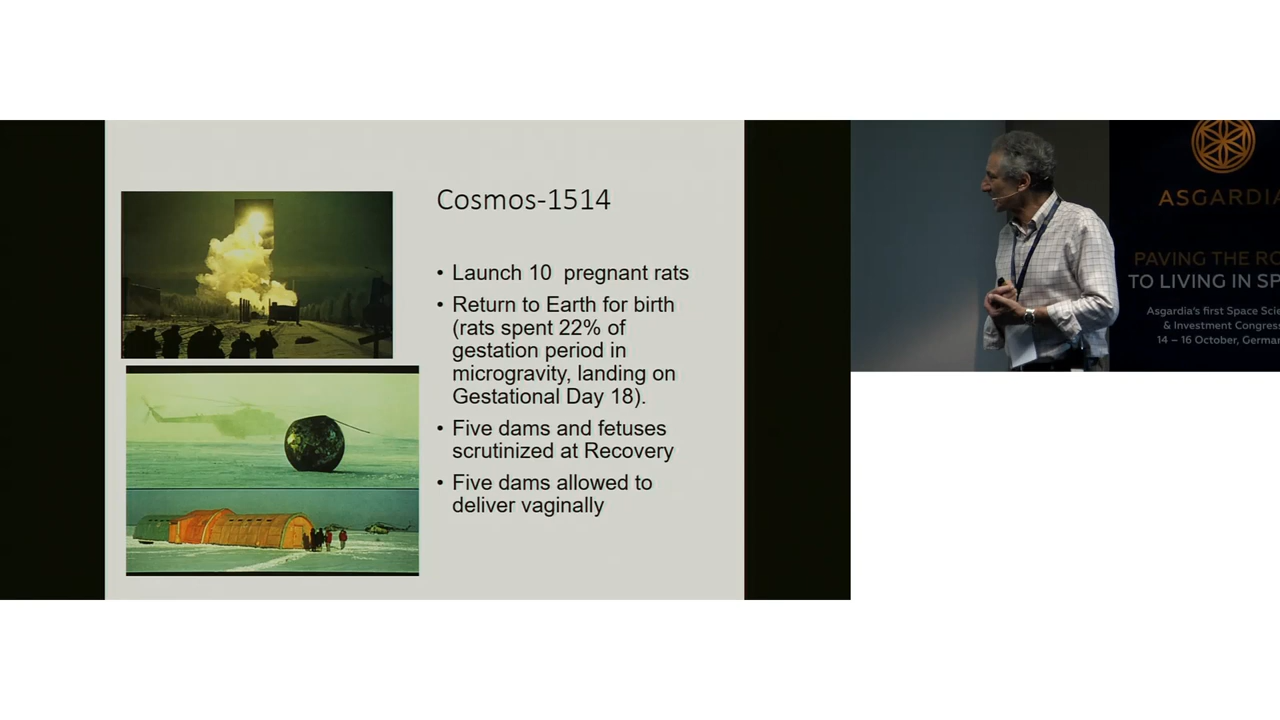 Cosmos-1514
• Launch 10 pregnant rats
• Return to Earth for birth
(rats spent 22% of
gestation period in
microgravity, landing on
Gestational Day 18).
• Five dams and fetuses
scrutinized at Recovery
• Five dams allowed to
deliver vaginally
ASGARDIA
PAVING THE RO
TO LIVING IN SP
Asgardia's first Space Scie
& Investment Congress
14 – 16 October, German